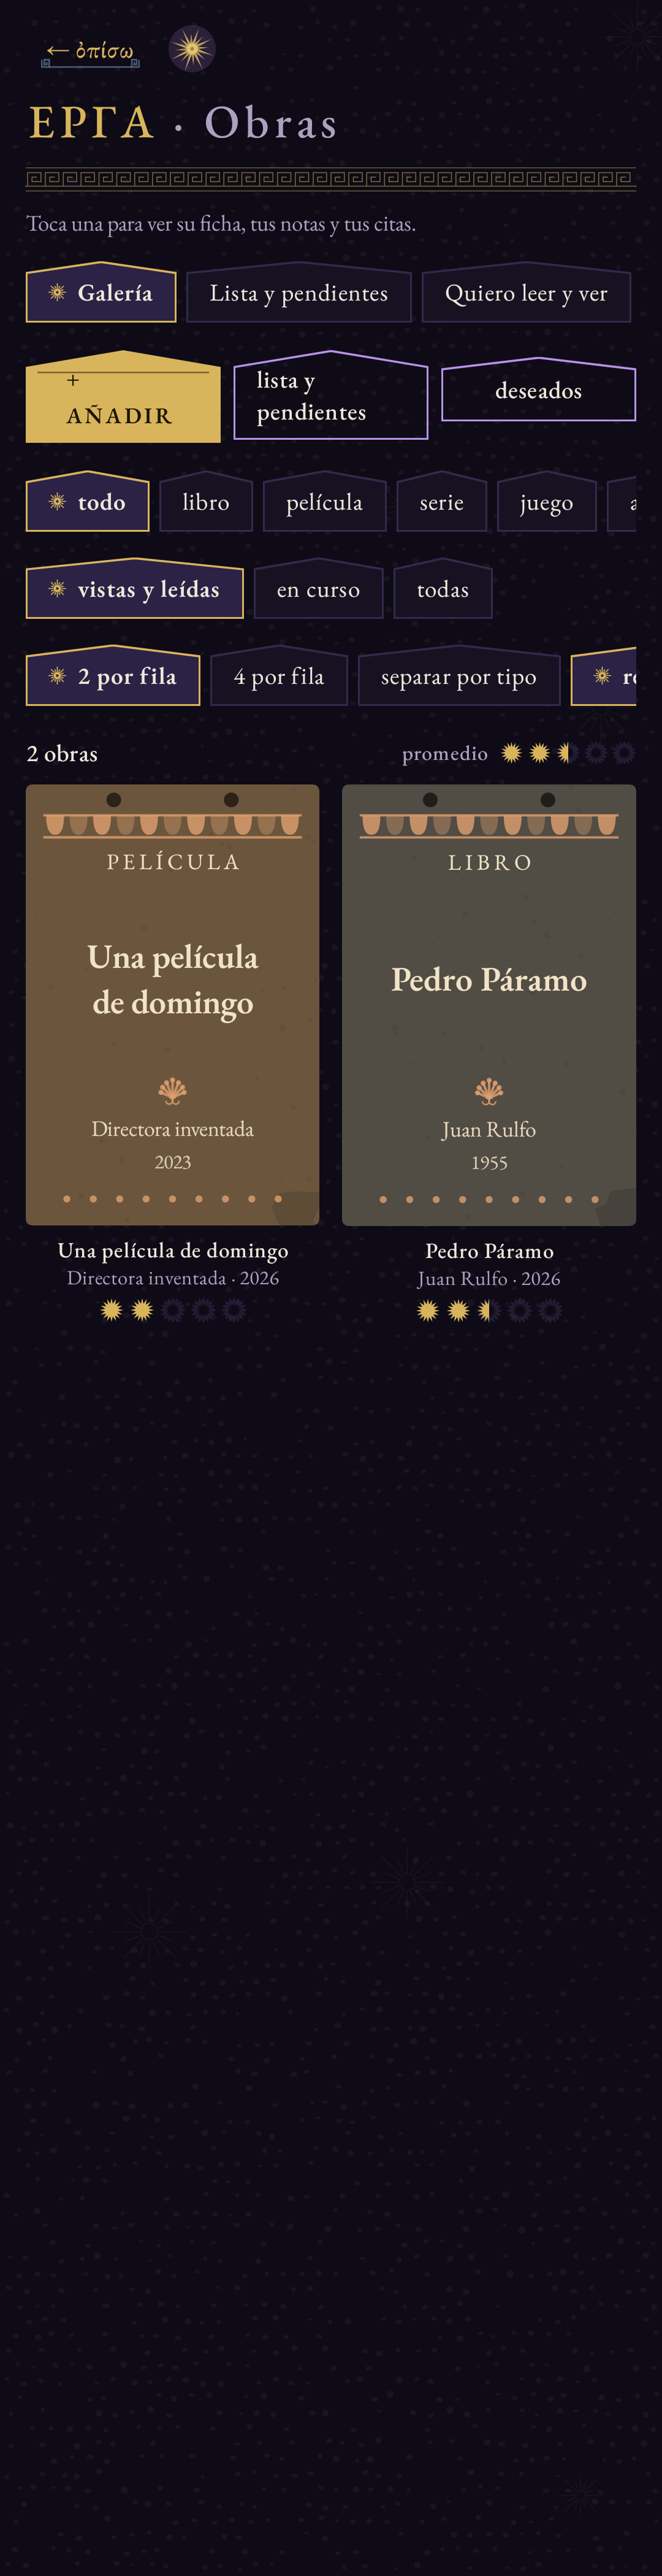 ← ὀπίσω
ΕΡΓΑ · Obras
Toca una para ver su ficha, tus notas y tus citas.
Galería Lista y pendientes Quiero leer y ver
+ AÑADIR
lista y pendientes
deseados
todo libro película serie juego a
vistas y leídas en curso todas
2 por fila 4 por fila separar por tipo
2 obras promedio
PELÍCULA
Una película
de domingo
Directora inventada
2023
LIBRO
Pedro Páramo
Juan Rulfo
1955
Una película de domingo
Directora inventada · 2026
Pedro Páramo
Juan Rulfo · 2026